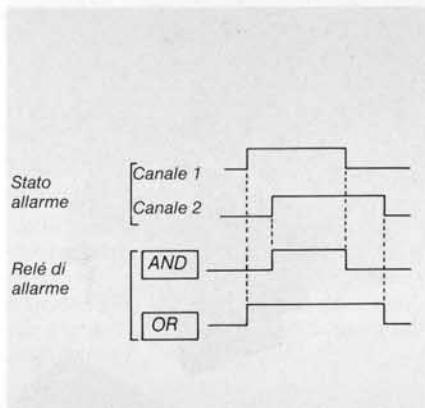 Stato
allarme
Canale 1
Canale 2
Relé di
allarme
AND
OR